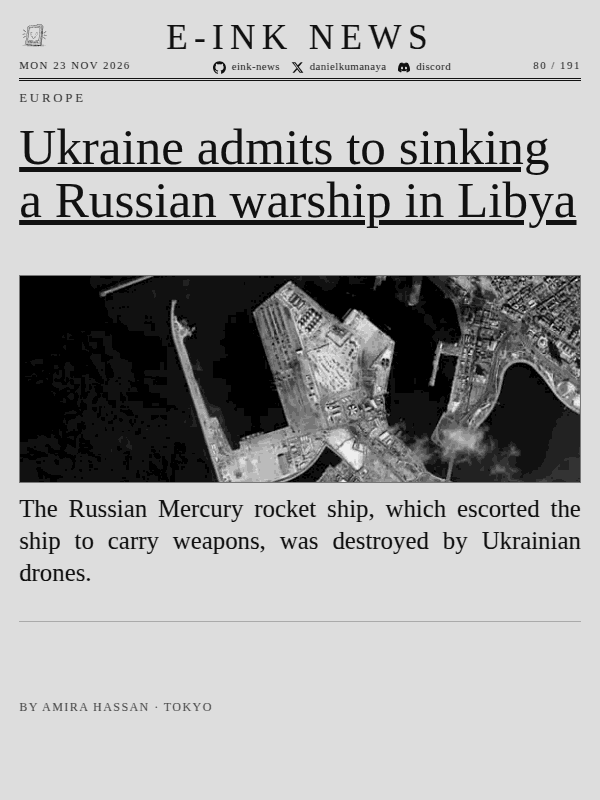 E-INK NEWS
MON 23 NOV 2026
eink-news danielkumanaya discord
80 / 191
EUROPE
Ukraine admits to sinking
a Russian warship in Libya
The Russian Mercury rocket ship, which escorted the
ship to carry weapons, was destroyed by Ukrainian
drones.
BY AMIRA HASSAN · TOKYO